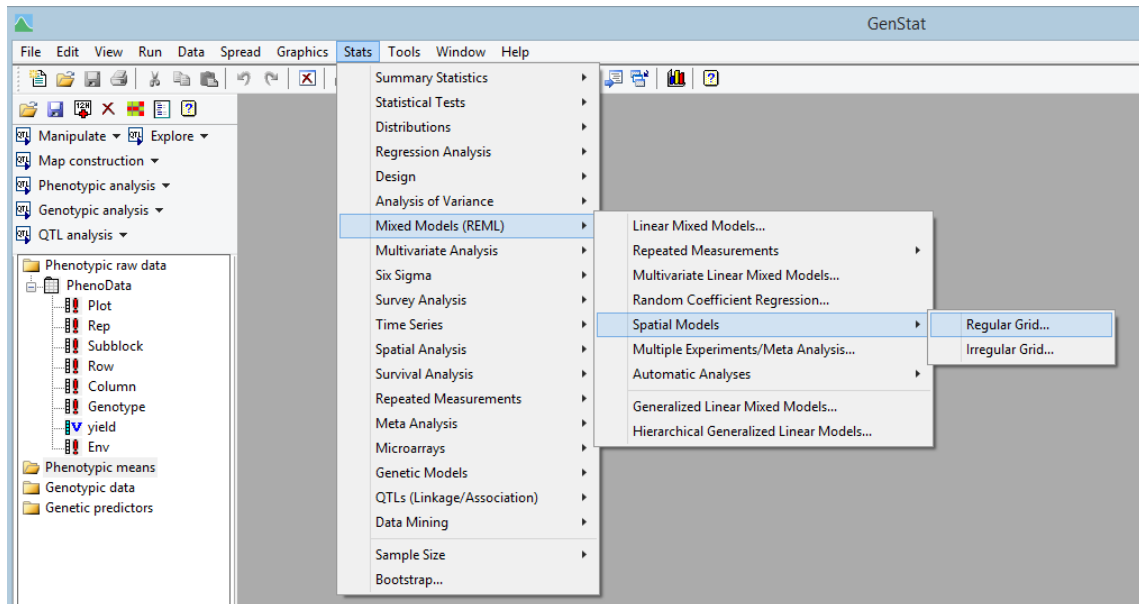 GenStat
File Edit View Run Data Spread Graphics Stats Tools Window Help
Manipulate Explore
Map construction
Phenotypic analysis
Genotypic analysis
QTL analysis
Phenotypic raw data
PhenoData
Plot
Rep
Subblock
Row
Column
Genotype
yield
Env
Phenotypic means
Genotypic data
Genetic predictors
Summary Statistics
Statistical Tests
Distributions
Regression Analysis
Design
Analysis of Variance
Mixed Models (REML)
Multivariate Analysis
Six Sigma
Survey Analysis
Time Series
Spatial Analysis
Survival Analysis
Repeated Measurements
Meta Analysis
Microarrays
Genetic Models
QTLs (Linkage/Association)
Data Mining
Sample Size
Bootstrap...
Linear Mixed Models...
Repeated Measurements
Multivariate Linear Mixed Models...
Random Coefficient Regression...
Spatial Models
Multiple Experiments/Meta Analysis...
Automatic Analyses
Generalized Linear Mixed Models...
Hierarchical Generalized Linear Models...
Regular Grid...
Irregular Grid...